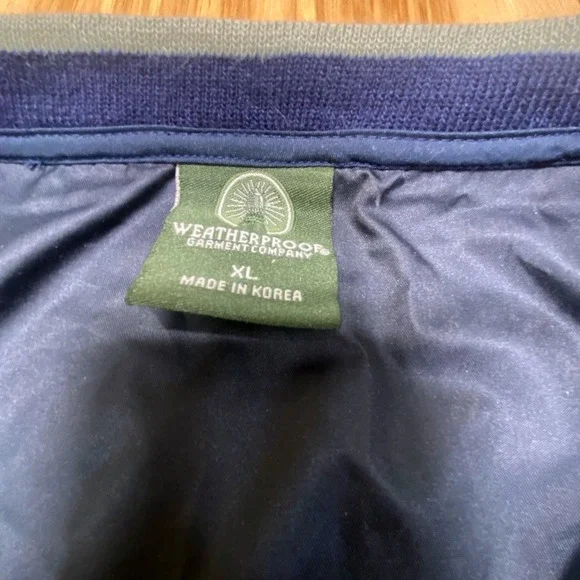 WEATHERPROOF®
GARMENT COMPANY
XL
MADE IN KOREA